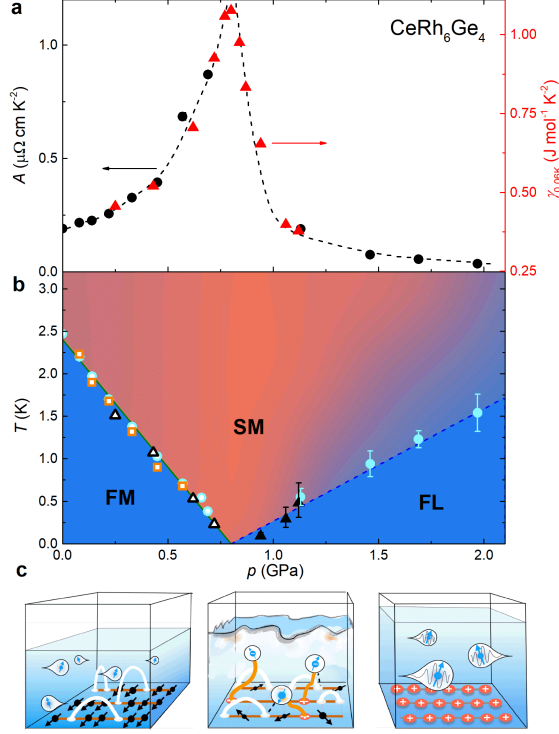 a
CeRh₆Ge₄
A (μΩ cm K⁻²)
1.0
0.5
0.0
γ₀.₀₆K (J mol⁻¹ K⁻²)
1.00
0.75
0.50
0.25
b
T (K)
3.0
2.5
2.0
1.5
1.0
0.5
0.0
SM
FM
FL
0.0 0.5 1.0 1.5 2.0
p (GPa)
c
+ + + + +
+ + + + +
+ + + + +